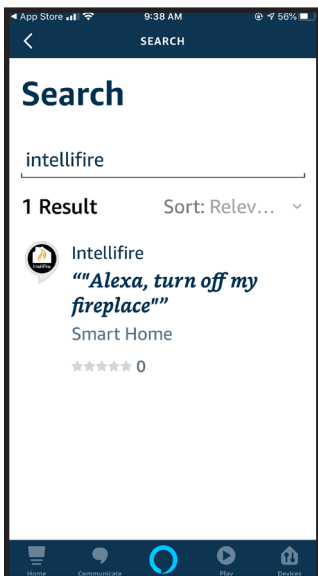 App Store 9:38 AM 56%
SEARCH
Search
intellifire
1 Result Sort: Relev...
Intellifire
“"Alexa, turn off my
fireplace"”
Smart Home
0
Home Communicate Play Devices